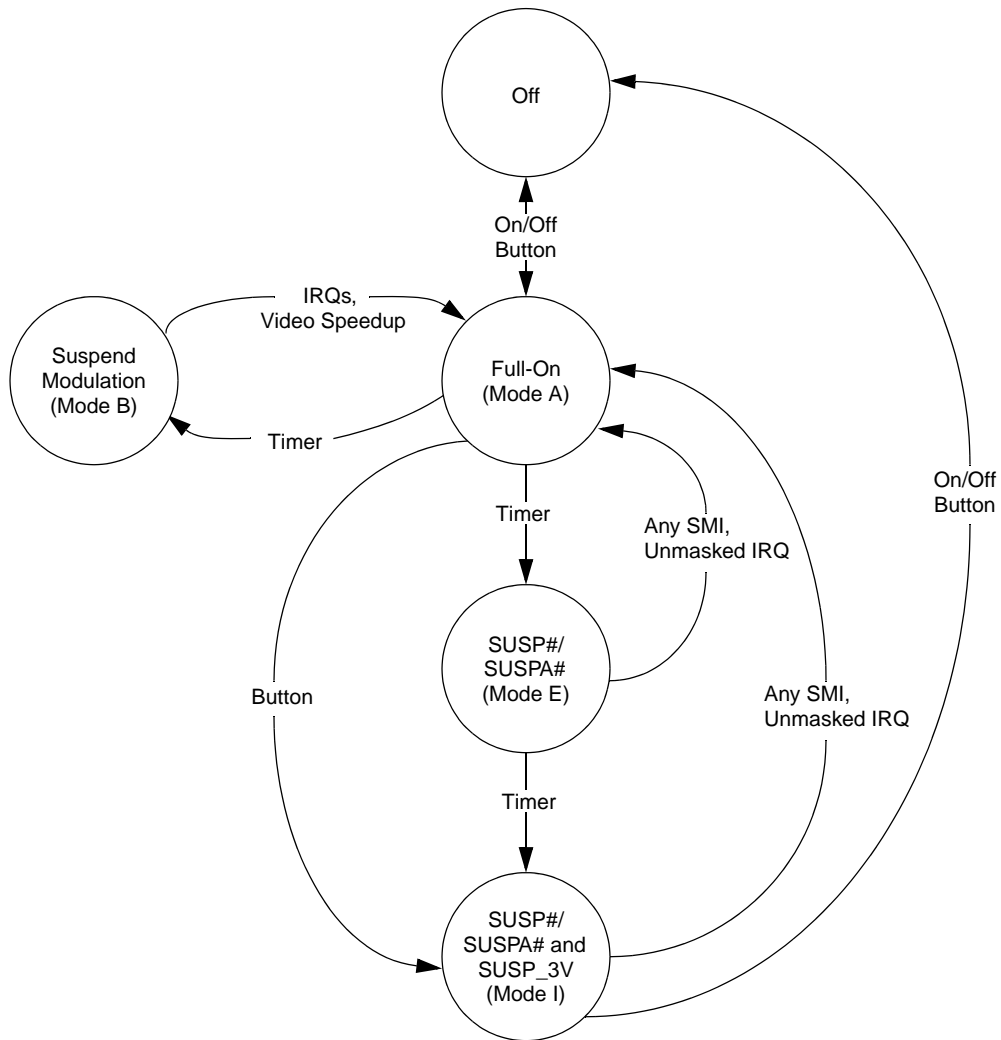 Off
On/Off
Button
IRQs,
Video Speedup
Suspend
Modulation
(Mode B)
Full-On
(Mode A)
Timer
On/Off
Button
Timer
Any SMI,
Unmasked IRQ
SUSP#/
SUSPA#
(Mode E)
Button
Any SMI,
Unmasked IRQ
Timer
SUSP#/
SUSPA# and
SUSP_3V
(Mode I)